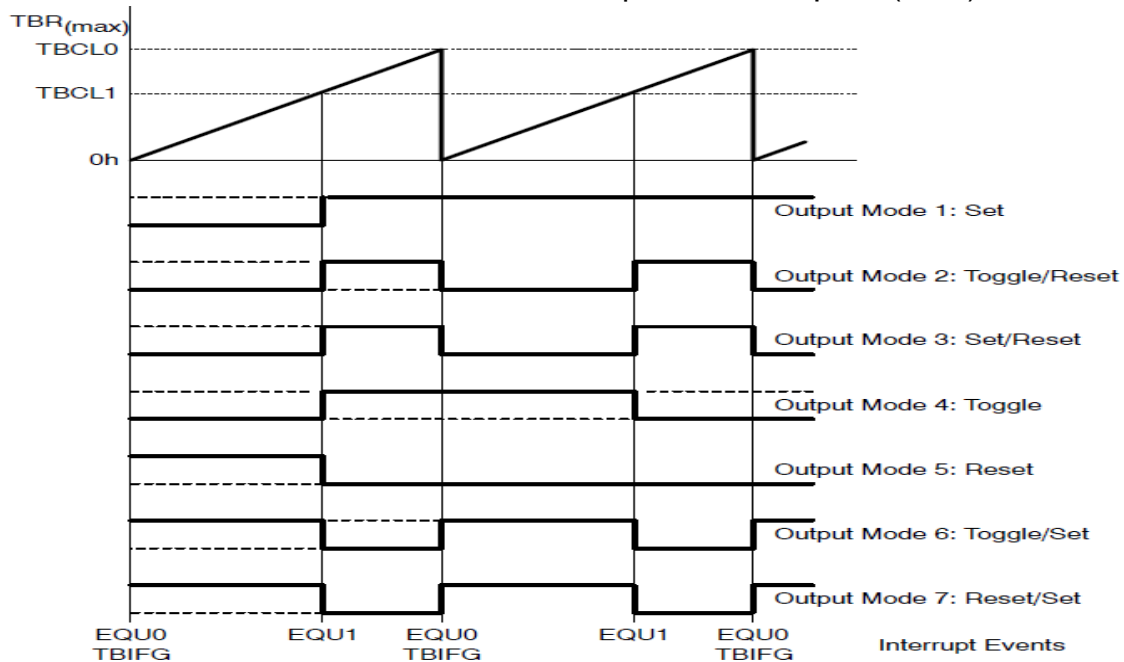 TBR(max)
TBCL0
TBCL1
0h
Output Mode 1: Set
Output Mode 2: Toggle/Reset
Output Mode 3: Set/Reset
Output Mode 4: Toggle
Output Mode 5: Reset
Output Mode 6: Toggle/Set
Output Mode 7: Reset/Set
EQU0 EQU1 EQU0 EQU1 EQU0 Interrupt Events
TBIFG TBIFG TBIFG